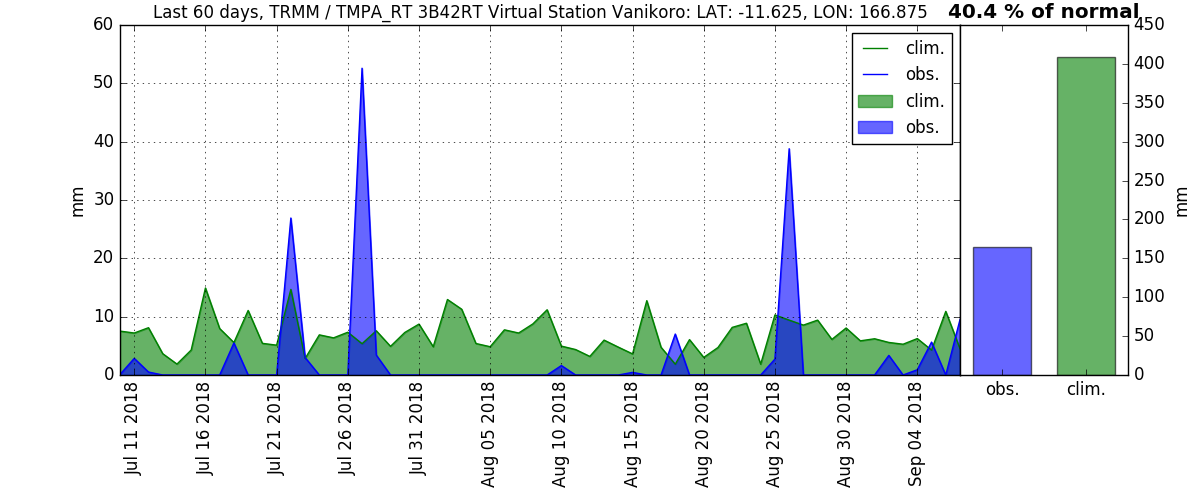 Last 60 days, TRMM / TMPA_RT 3B42RT Virtual Station Vanikoro: LAT: -11.625, LON: 166.875
40.4 % of normal
60
50
40
30
20
10
0
mm
clim.
obs.
clim.
obs.
Jul 11 2018
Jul 16 2018
Jul 21 2018
Jul 26 2018
Jul 31 2018
Aug 05 2018
Aug 10 2018
Aug 15 2018
Aug 20 2018
Aug 25 2018
Aug 30 2018
Sep 04 2018
450
400
350
300
250
200
150
100
50
0
mm
obs.
clim.